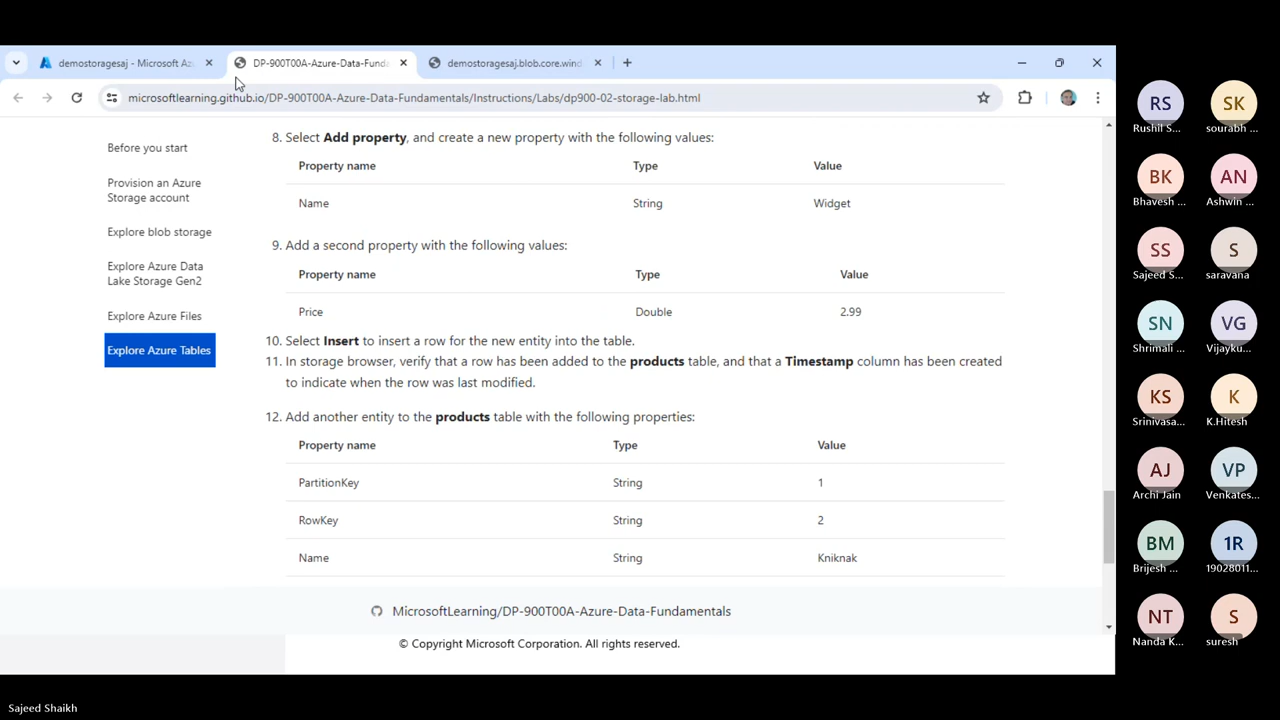 demostoragesaj - Microsoft Az
DP-900T00A-Azure-Data-Funda
demostoragesaj.blob.core.wind
microsoftlearning.github.io/DP-900T00A-Azure-Data-Fundamentals/Instructions/Labs/dp900-02-storage-lab.html
Before you start
Provision an Azure
Storage account
Explore blob storage
Explore Azure Data
Lake Storage Gen2
Explore Azure Files
Explore Azure Tables
8. Select Add property, and create a new property with the following values:
Property name Type Value
Name String Widget
9. Add a second property with the following values:
Property name Type Value
Price Double 2.99
10. Select Insert to insert a row for the new entity into the table.
11. In storage browser, verify that a row has been added to the products table, and that a Timestamp column has been created
to indicate when the row was last modified.
12. Add another entity to the products table with the following properties:
Property name Type Value
PartitionKey String 1
RowKey String 2
Name String Kniknak
MicrosoftLearning/DP-900T00A-Azure-Data-Fundamentals
© Copyright Microsoft Corporation. All rights reserved.
RS SK
Rushil S... sourabh ...
BK AN
Bhavesh ... Ashwin ...
SS S
Sajeed S... saravana
SN VG
Shrimali ... Vijayku...
KS K
Srinivasa... K.Hitesh
AJ VP
Archi Jain Venkates...
BM 1R
Brijesh ... 19028011...
NT S
Nanda K... suresh
Sajeed Shaikh